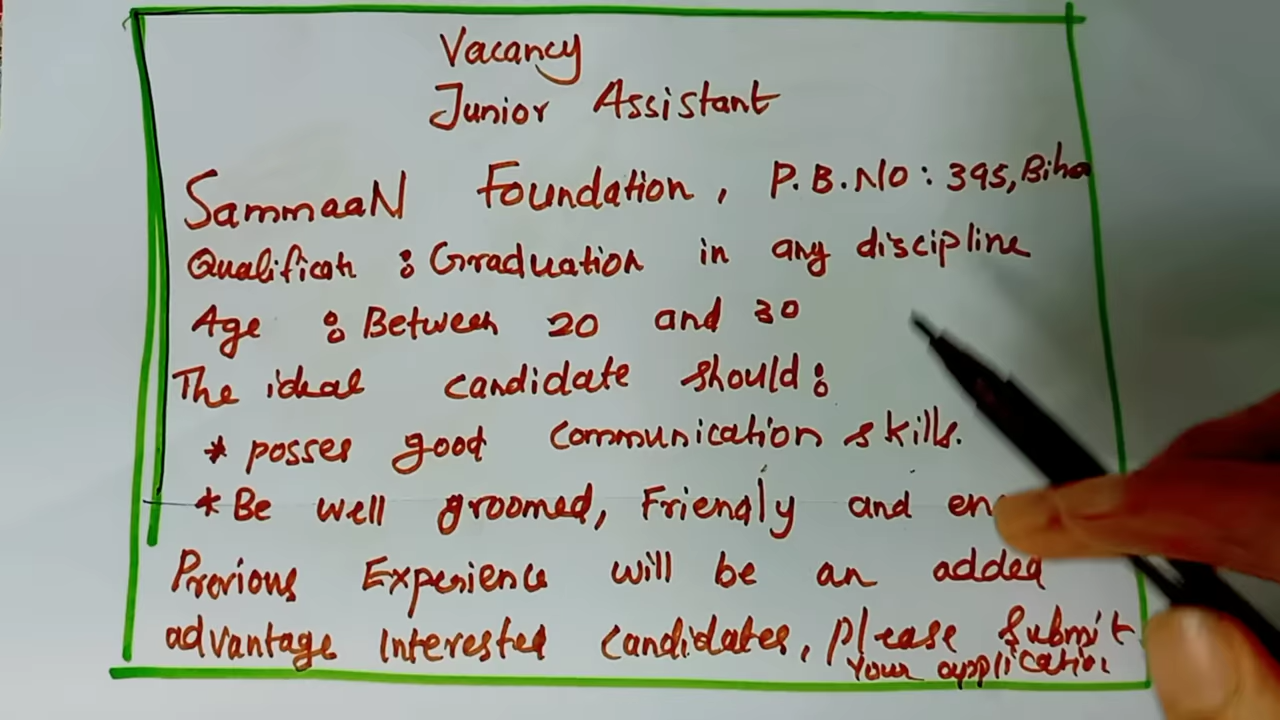 Vacancy
Junior Assistant
SammaaN Foundation, P.B.NO: 395, Biha
Qualificatn : Graduation in any discipline
Age : Between 20 and 30
The ideal candidate should:
* posses good communication skills.
* Be well groomed, Friendly and en
Previous Experience will be an added
advantage Interested candidates, please submit
your application